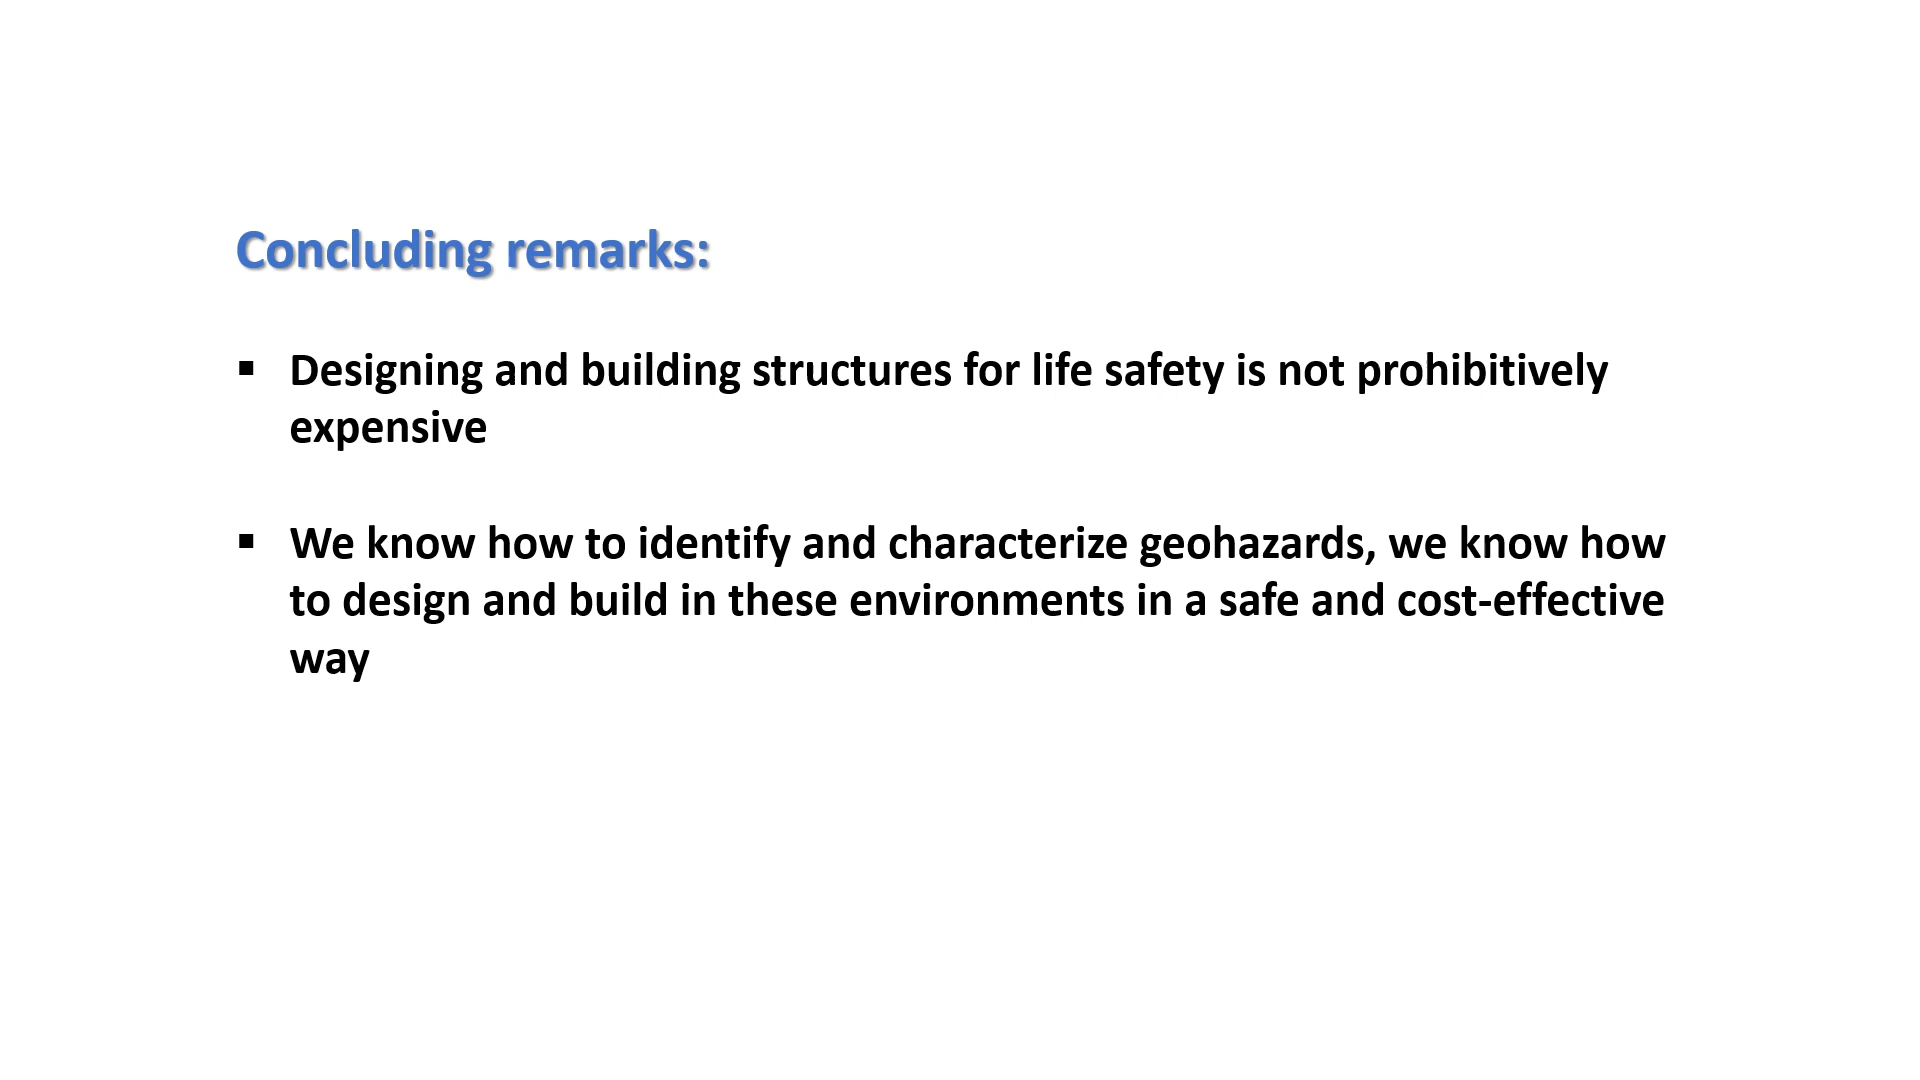 Concluding remarks:
▪ Designing and building structures for life safety is not prohibitively
expensive
▪ We know how to identify and characterize geohazards, we know how
to design and build in these environments in a safe and cost-effective
way